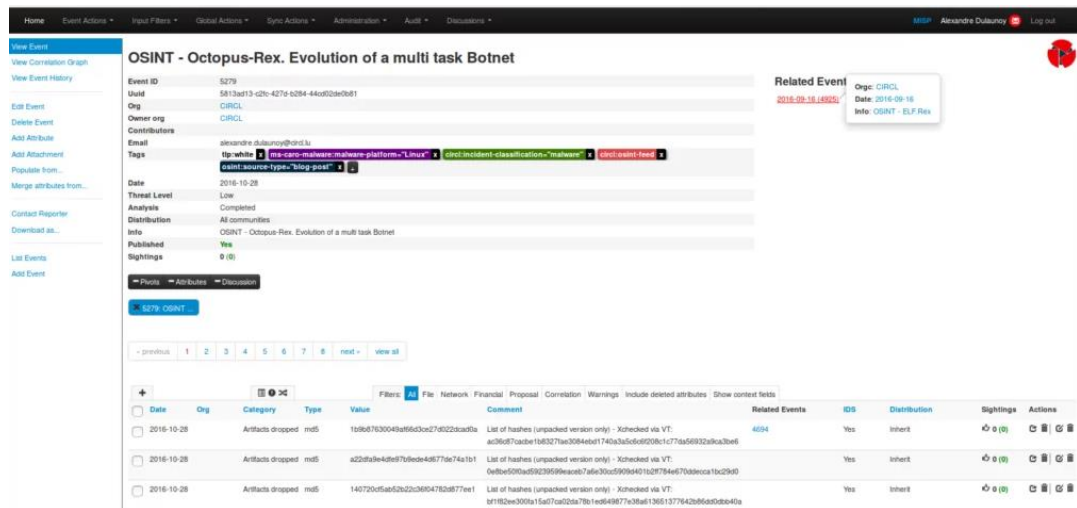 Home Event Actions Input Filters Global Actions Sync Actions Administration Audit Discussions MISP Alexandre Dulaunoy Log out
View Event
View Correlation Graph
View Event History
Edit Event
Delete Event
Add Attribute
Add Attachment
Populate from...
Merge attributes from...
Contact Reporter
Download as...
List Events
Add Event
OSINT - Octopus-Rex. Evolution of a multi task Botnet
Event ID 5279
Uuid 5813ad13-c2fc-427d-b284-44cd02de0b81
Org CIRCL
Owner org CIRCL
Contributors
Email alexandre.dulaunoy@circl.lu
Tags tlp:white x ms-caro-malware:malware-platform="Linux" x circl:incident-classification="malware" x circl:osint-feed x
osint:source-type="blog-post" x
Date 2016-10-28
Threat Level Low
Analysis Completed
Distribution All communities
Info OSINT - Octopus-Rex. Evolution of a multi task Botnet
Published Yes
Sightings 0 (0)
Related Event
2016-09-16 (4925)
Orgc: CIRCL
Date: 2016-09-16
Info: OSINT - ELF.Rex
Pivots Attributes Discussion
5279: OSINT ...
« previous 1 2 3 4 5 6 7 8 next » view all
Filters: All File Network Financial Proposal Correlation Warnings Include deleted attributes Show context fields
Date Org Category Type Value Comment Related Events IDS Distribution Sightings Actions
2016-10-28 Artifacts dropped md5 1b9b87630049af66d3ce27d022dcad0a List of hashes (unpacked version only) - Xchecked via VT: 4694 Yes Inherit 0 (0)
2016-10-28 Artifacts dropped md5 a22dfa9e4dfe97b9ede4d677de74a1b1 List of hashes (unpacked version only) - Xchecked via VT: Yes Inherit 0 (0)
2016-10-28 Artifacts dropped md5 140720cf5ab52b22c36f04782d877ee1 List of hashes (unpacked version only) - Xchecked via VT: Yes Inherit 0 (0)